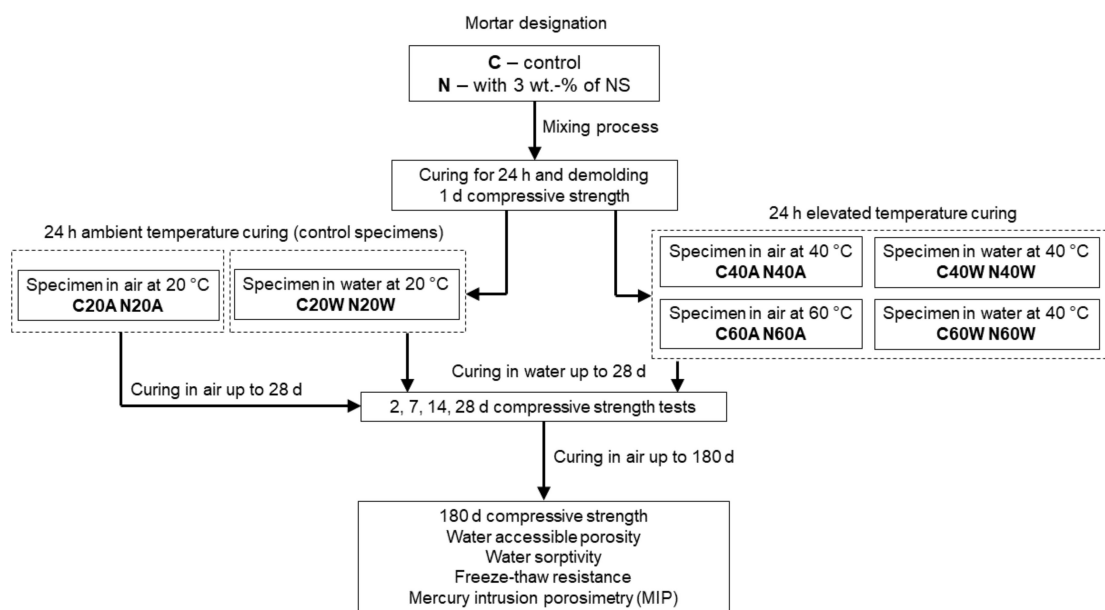 Mortar designation
C – control
N – with 3 wt.-% of NS
Mixing process
Curing for 24 h and demolding
1 d compressive strength
24 h ambient temperature curing (control specimens)
24 h elevated temperature curing
Specimen in air at 20 °C
C20A N20A
Specimen in water at 20 °C
C20W N20W
Specimen in air at 40 °C
C40A N40A
Specimen in water at 40 °C
C40W N40W
Specimen in air at 60 °C
C60A N60A
Specimen in water at 40 °C
C60W N60W
Curing in air up to 28 d
Curing in water up to 28 d
2, 7, 14, 28 d compressive strength tests
Curing in air up to 180 d
180 d compressive strength
Water accessible porosity
Water sorptivity
Freeze-thaw resistance
Mercury intrusion porosimetry (MIP)